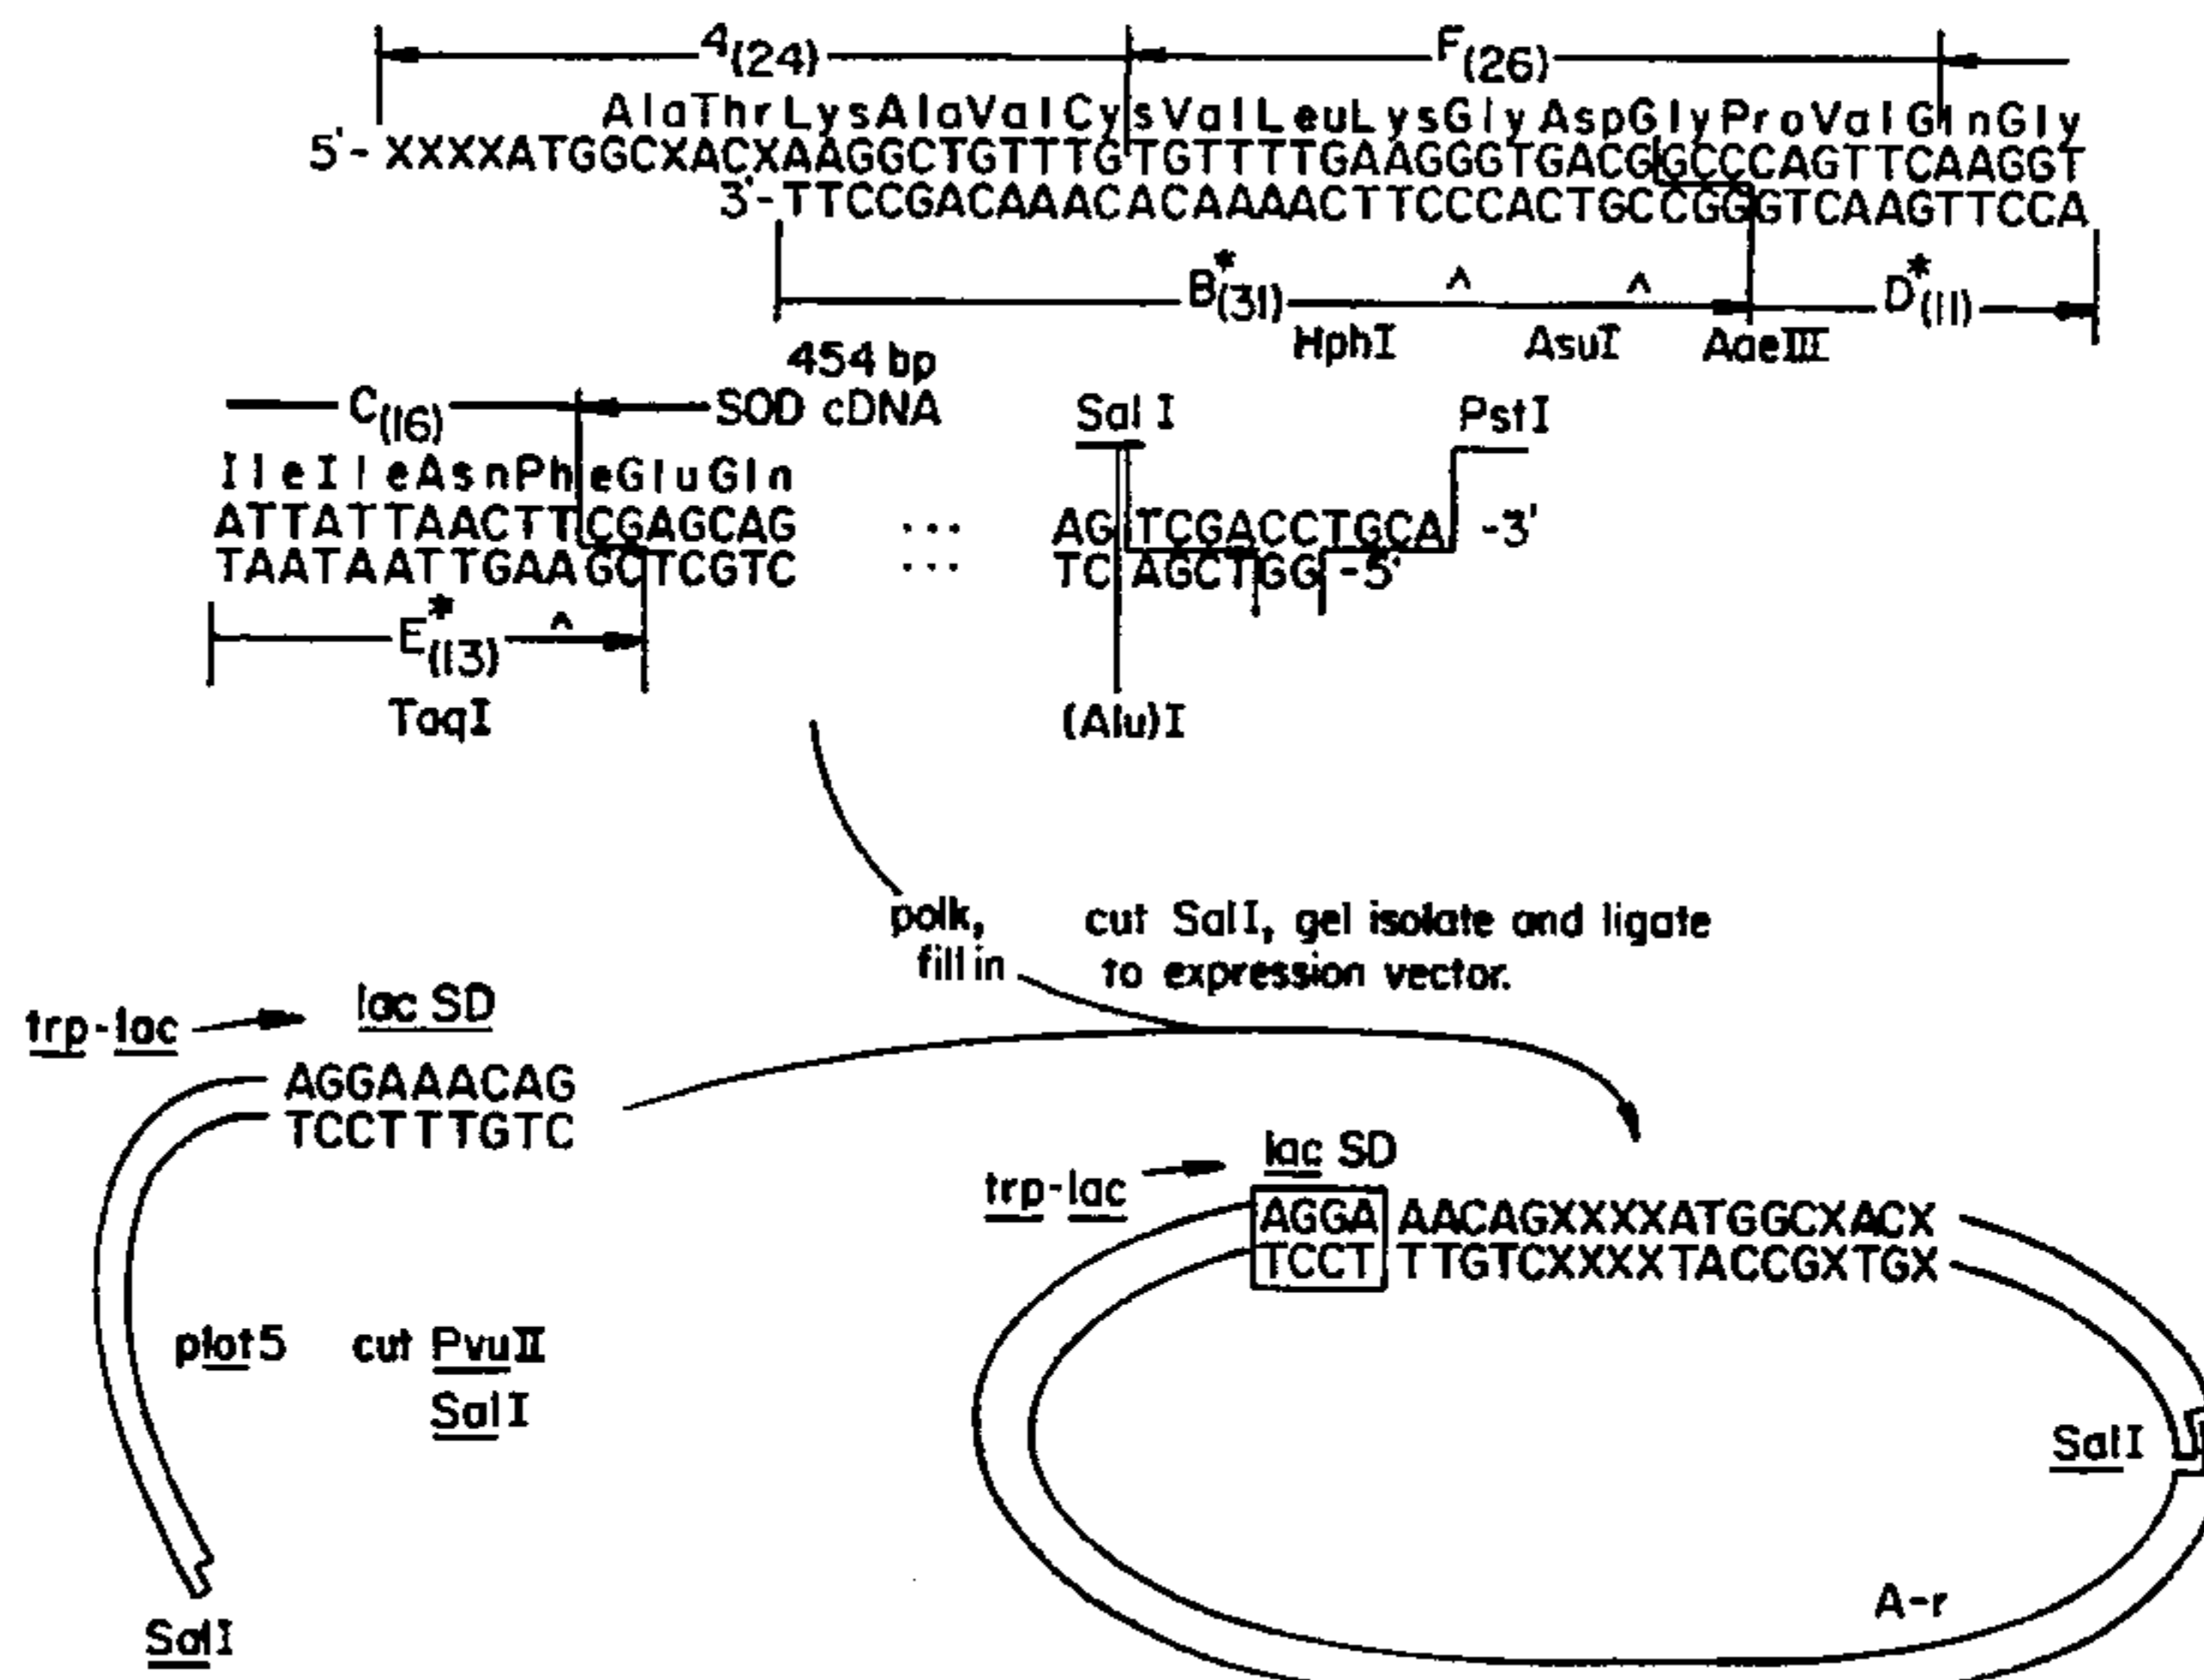 4(24) F(26)
AlaThrLysAlaValCysValLeuLysGlyAspGlyProValGlnGly
5'-XXXXATGGCXACXAAGGCTGTTTGTGTTTTGAAGGGTGACGGCCCAGTTCAAGGT
3'-TTCCGACAAACACAAAACTTCCCACTGCCGGGTCAAGTTCCA
B*(31) ^ ^ D*(11)
HphI AsuI AaeIII
454 bp
C(16) SOD cDNA SalI PstI
IleIleAsnPheGluGln
ATTATTAACTTCGAGCAG ... AGTCGACCTGCA -3'
TAATAATTGAAGCTCGTC ... TCAGCTGG -5'
E*(13) ^
TaqI (Alu)I
polk, cut SalI, gel isolate and ligate
fill in to expression vector.
trp-lac lac SD
AGGAAACAG
TCCTTTGTC
trp-lac lac SD
AGGA AACAGXXXXATGGCXACX
TCCT TTGTCXXXXTACCGXTGX
plot5 cut PvuII
SalI
SalI
A-r
SalI